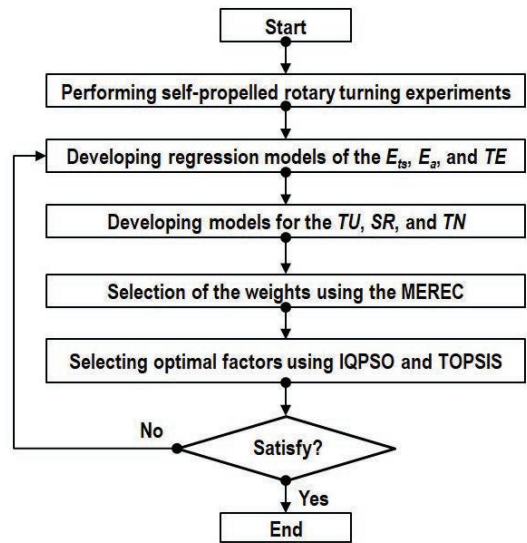 Start
Performing self-propelled rotary turning experiments
Developing regression models of the Ets, Ea, and TE
Developing models for the TU, SR, and TN
Selection of the weights using the MEREC
Selecting optimal factors using IQPSO and TOPSIS
No
Satisfy?
Yes
End